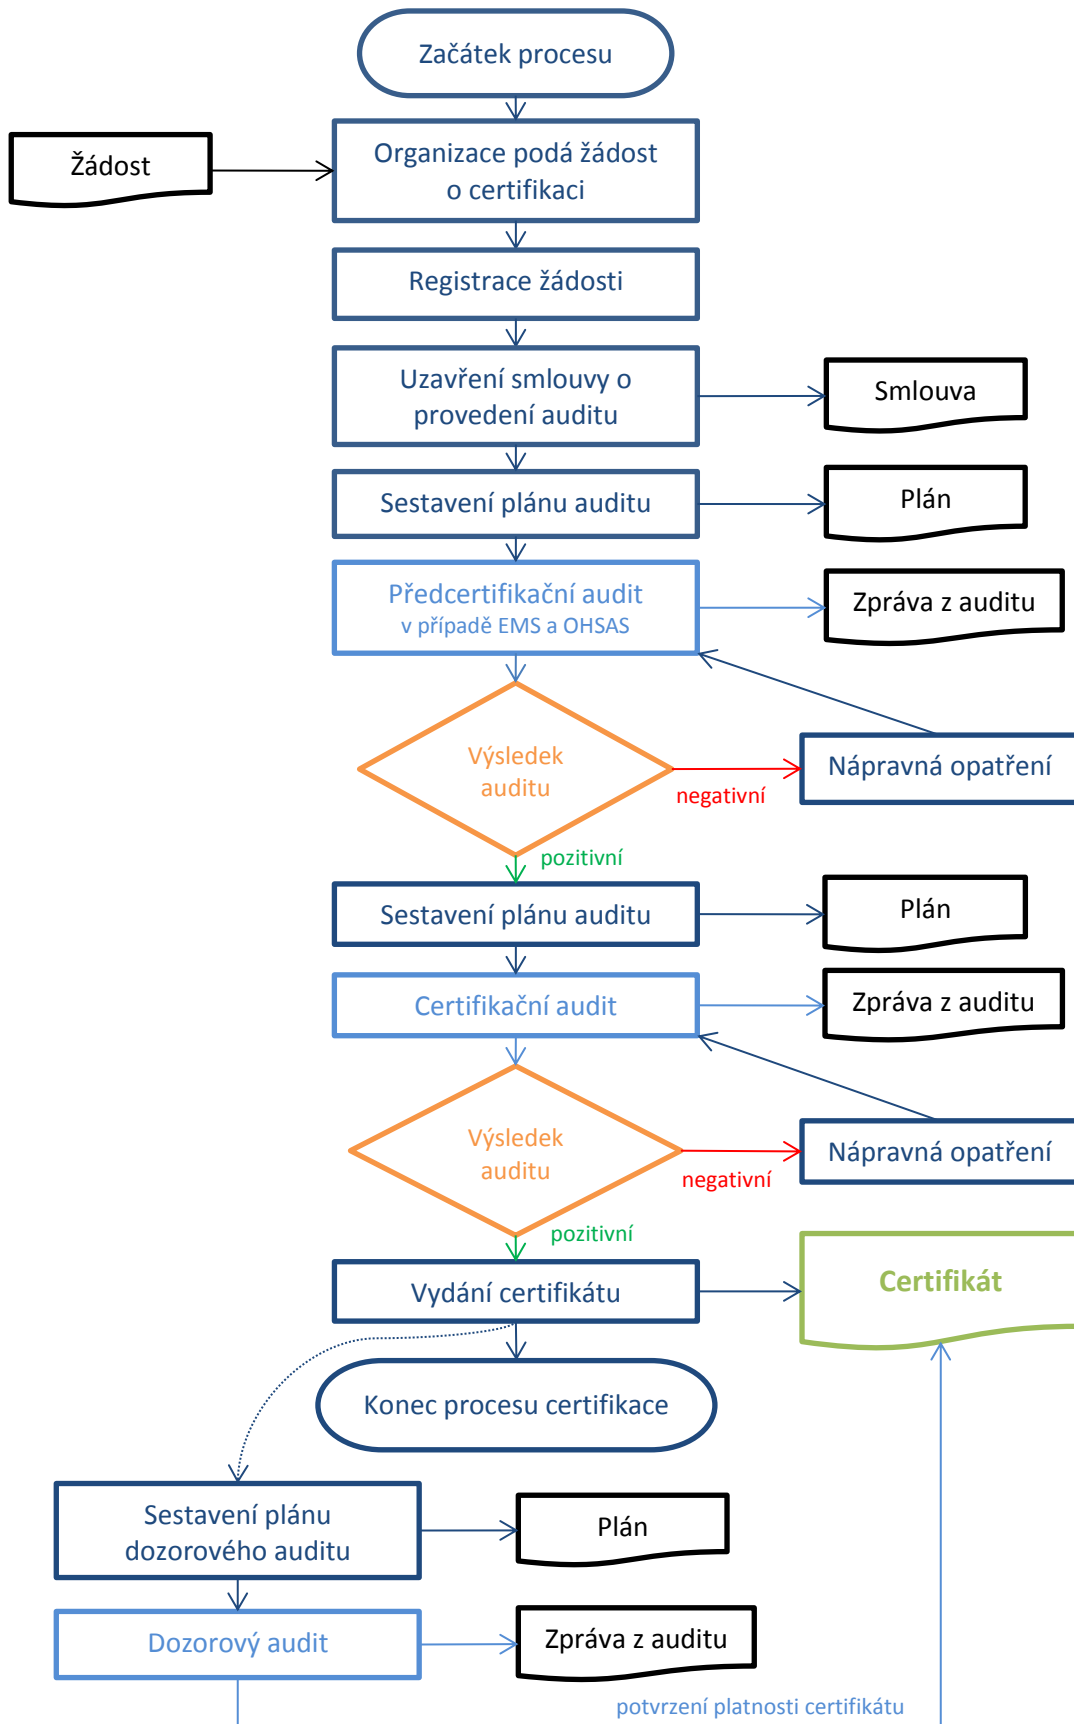 Začátek procesu
Žádost
Organizace podá žádost
o certifikaci
Registrace žádosti
Uzavření smlouvy o
provedení auditu
Smlouva
Sestavení plánu auditu
Plán
Předcertifikační audit
v případě EMS a OHSAS
Zpráva z auditu
Výsledek
auditu
negativní
Nápravná opatření
pozitivní
Sestavení plánu auditu
Plán
Certifikační audit
Zpráva z auditu
Výsledek
auditu
negativní
Nápravná opatření
pozitivní
Vydání certifikátu
Certifikát
Konec procesu certifikace
Sestavení plánu
dozorového auditu
Plán
Dozorový audit
Zpráva z auditu
potvrzení platnosti certifikátu